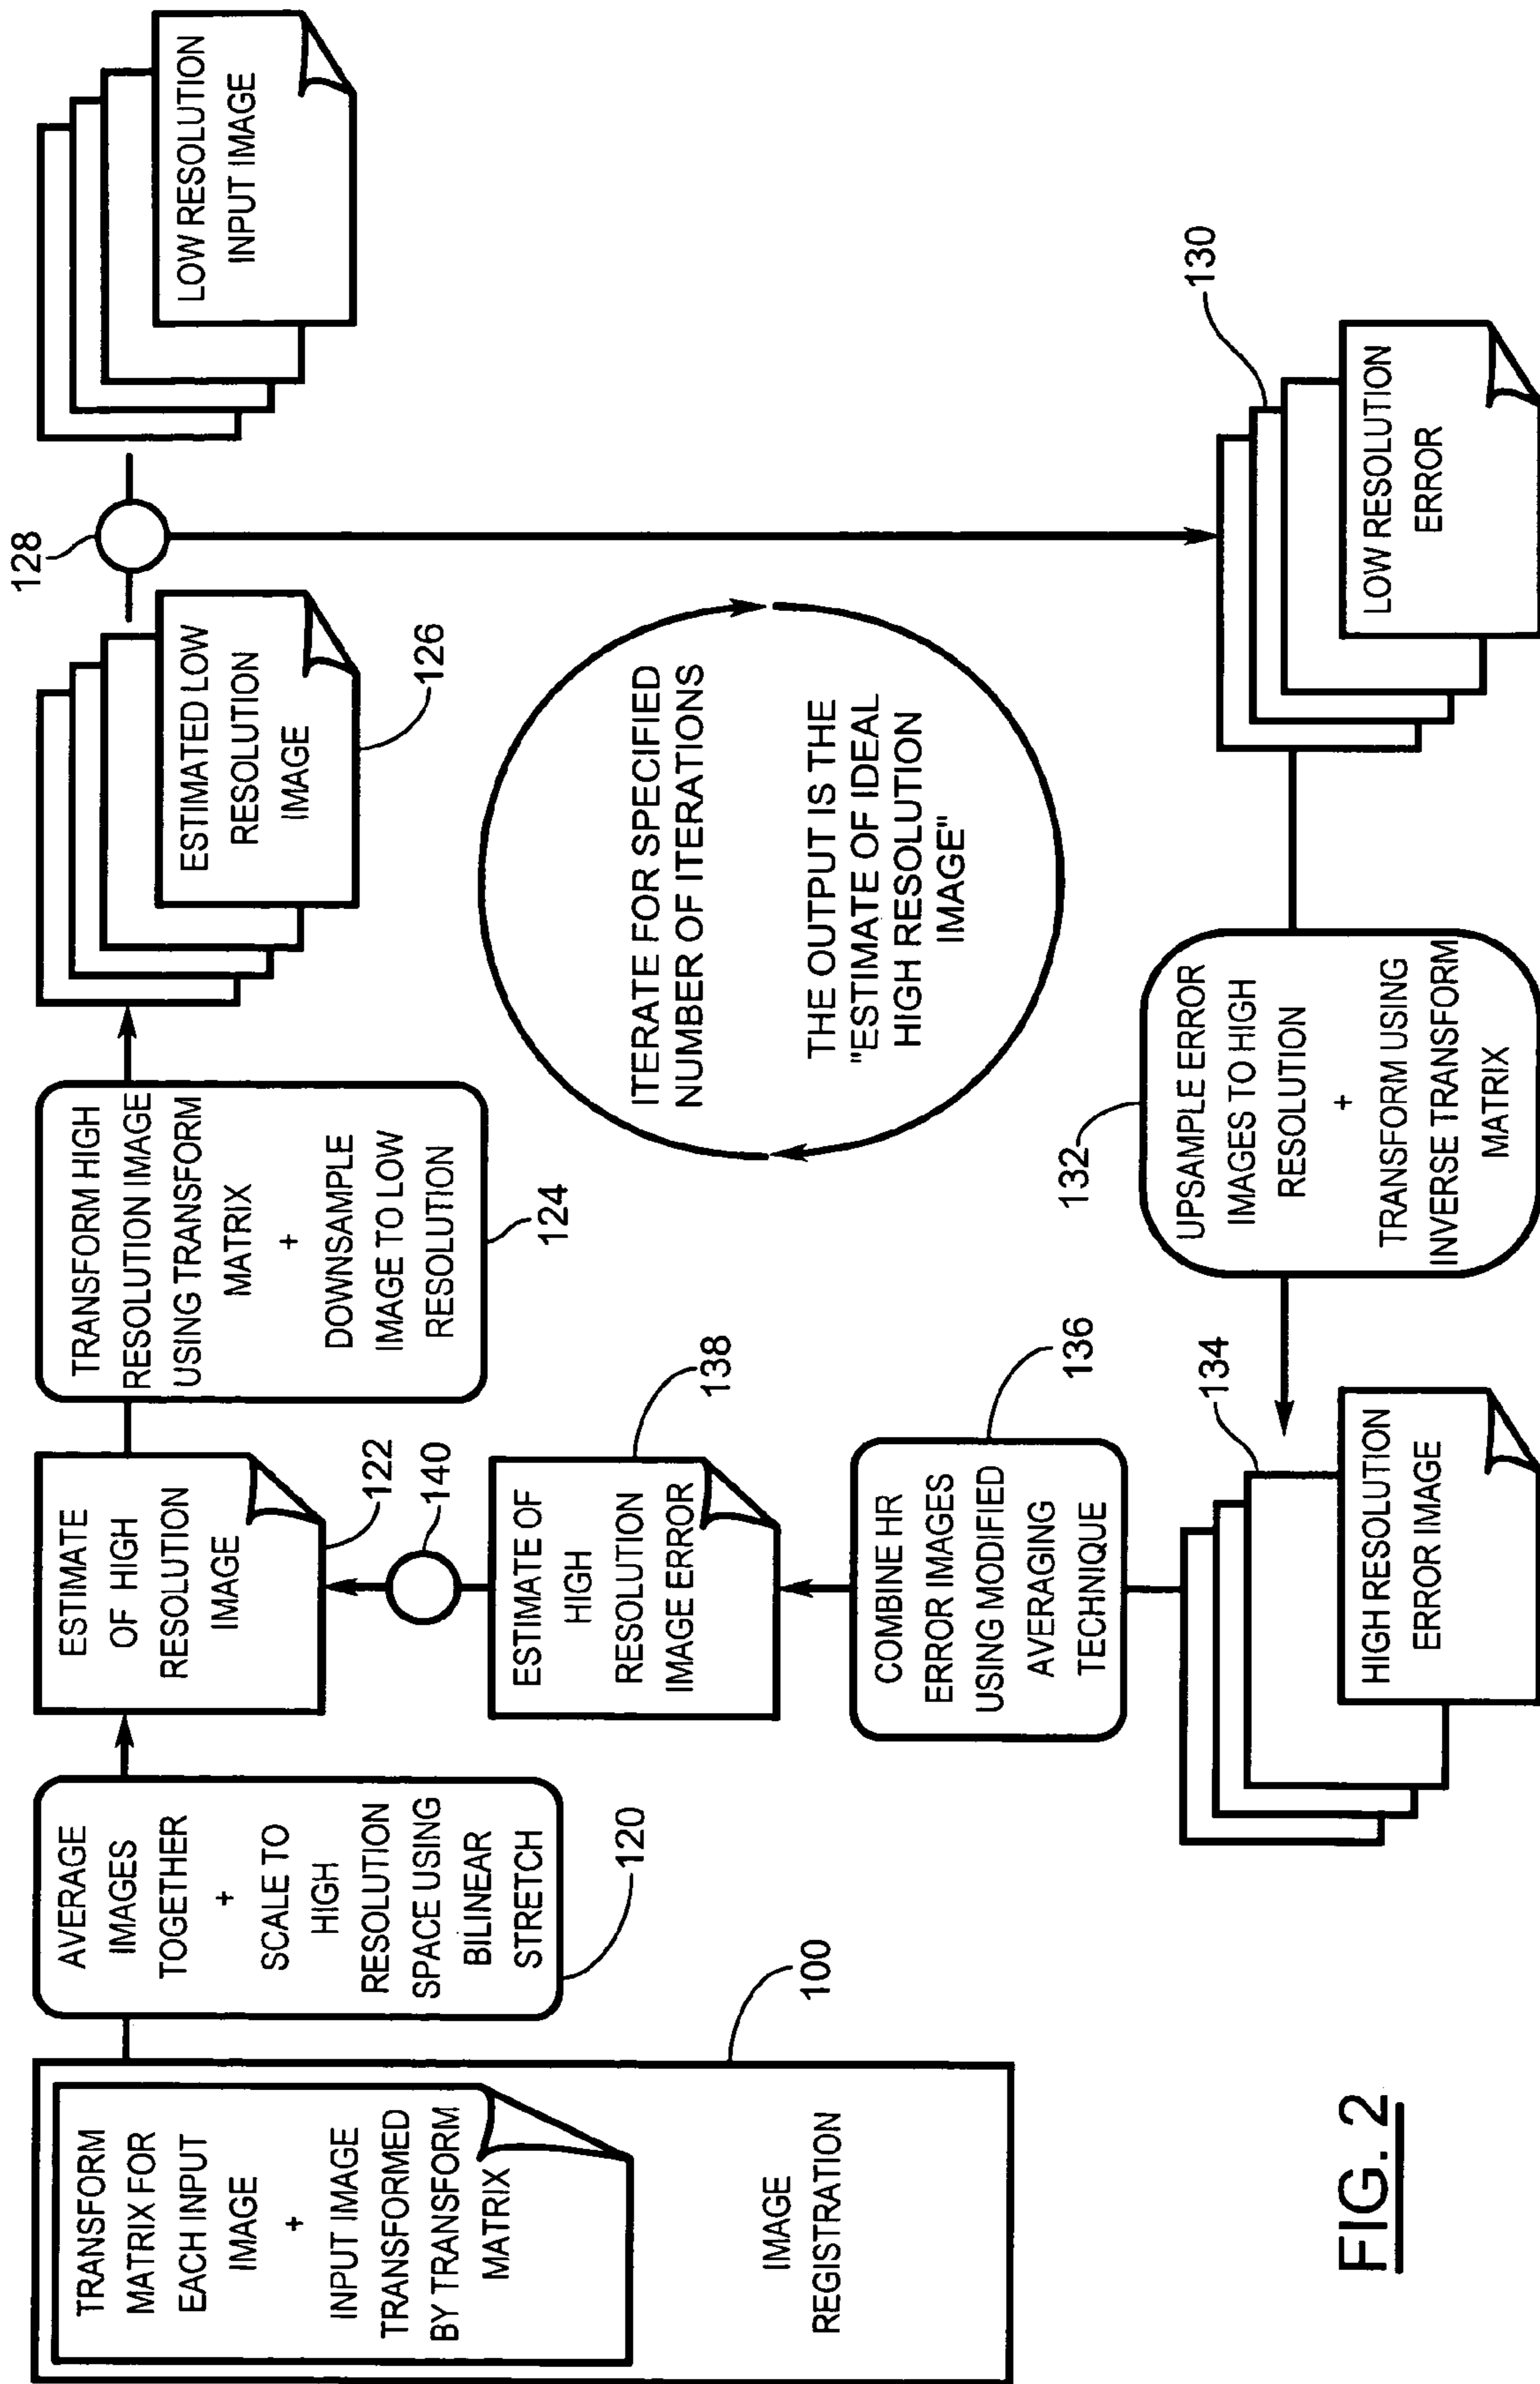 TRANSFORM
MATRIX FOR
EACH INPUT
IMAGE
+
INPUT IMAGE
TRANSFORMED
BY TRANSFORM
MATRIX
IMAGE
REGISTRATION
100
AVERAGE
IMAGES
TOGETHER
+
SCALE TO
HIGH
RESOLUTION
SPACE USING
BILINEAR
STRETCH
120
ESTIMATE
OF HIGH
RESOLUTION
IMAGE
122
TRANSFORM HIGH
RESOLUTION IMAGE
USING TRANSFORM
MATRIX
+
DOWNSAMPLE
IMAGE TO LOW
RESOLUTION
124
ESTIMATED LOW
RESOLUTION
IMAGE
126
128
LOW RESOLUTION
INPUT IMAGE
140
ESTIMATE OF
HIGH
RESOLUTION
IMAGE ERROR
138
ITERATE FOR SPECIFIED
NUMBER OF ITERATIONS
THE OUTPUT IS THE
"ESTIMATE OF IDEAL
HIGH RESOLUTION
IMAGE"
COMBINE HR
ERROR IMAGES
USING MODIFIED
AVERAGING
TECHNIQUE
136
134
HIGH RESOLUTION
ERROR IMAGE
132
UPSAMPLE ERROR
IMAGES TO HIGH
RESOLUTION
+
TRANSFORM USING
INVERSE TRANSFORM
MATRIX
130
LOW RESOLUTION
ERROR
FIG. 2